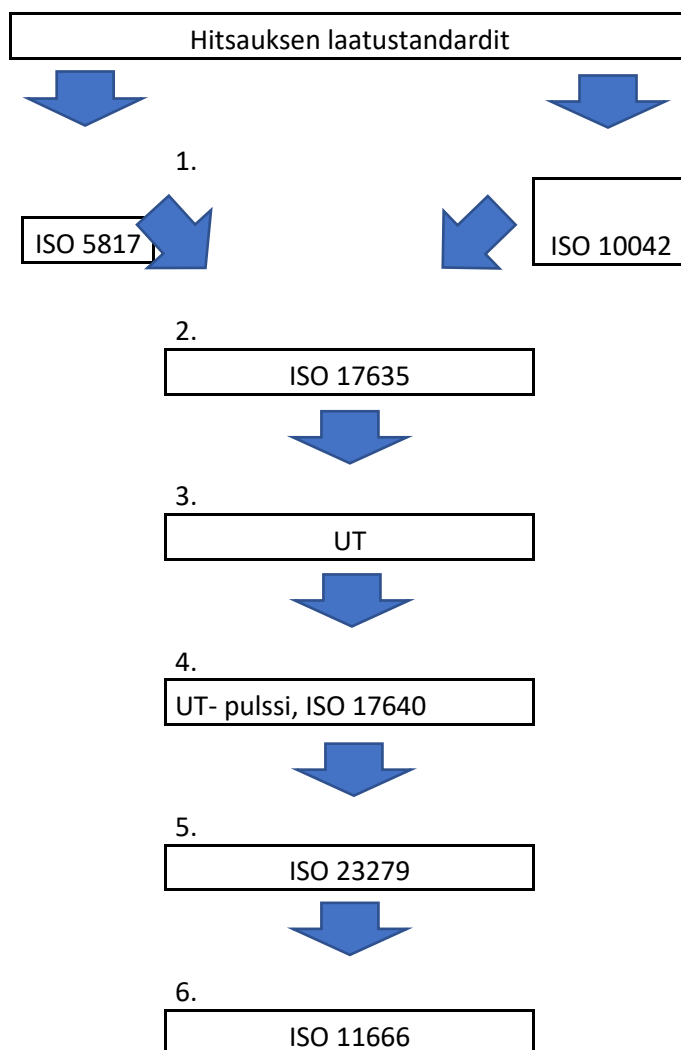 Hitsauksen laatustandardit
1.
ISO 5817
ISO 10042
2.
ISO 17635
3.
UT
4.
UT- pulssi, ISO 17640
5.
ISO 23279
6.
ISO 11666